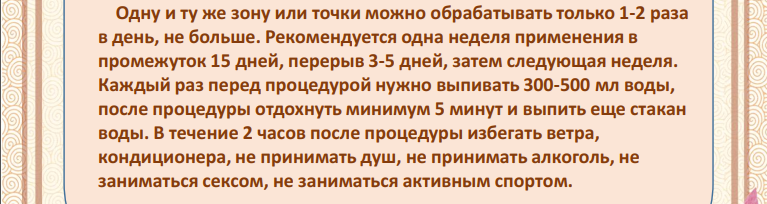 Одну и ту же зону или точки можно обрабатывать только 1-2 раза
в день, не больше. Рекомендуется одна неделя применения в
промежуток 15 дней, перерыв 3-5 дней, затем следующая неделя.
Каждый раз перед процедурой нужно выпивать 300-500 мл воды,
после процедуры отдохнуть минимум 5 минут и выпить еще стакан
воды. В течение 2 часов после процедуры избегать ветра,
кондиционера, не принимать душ, не принимать алкоголь, не
заниматься сексом, не заниматься активным спортом.